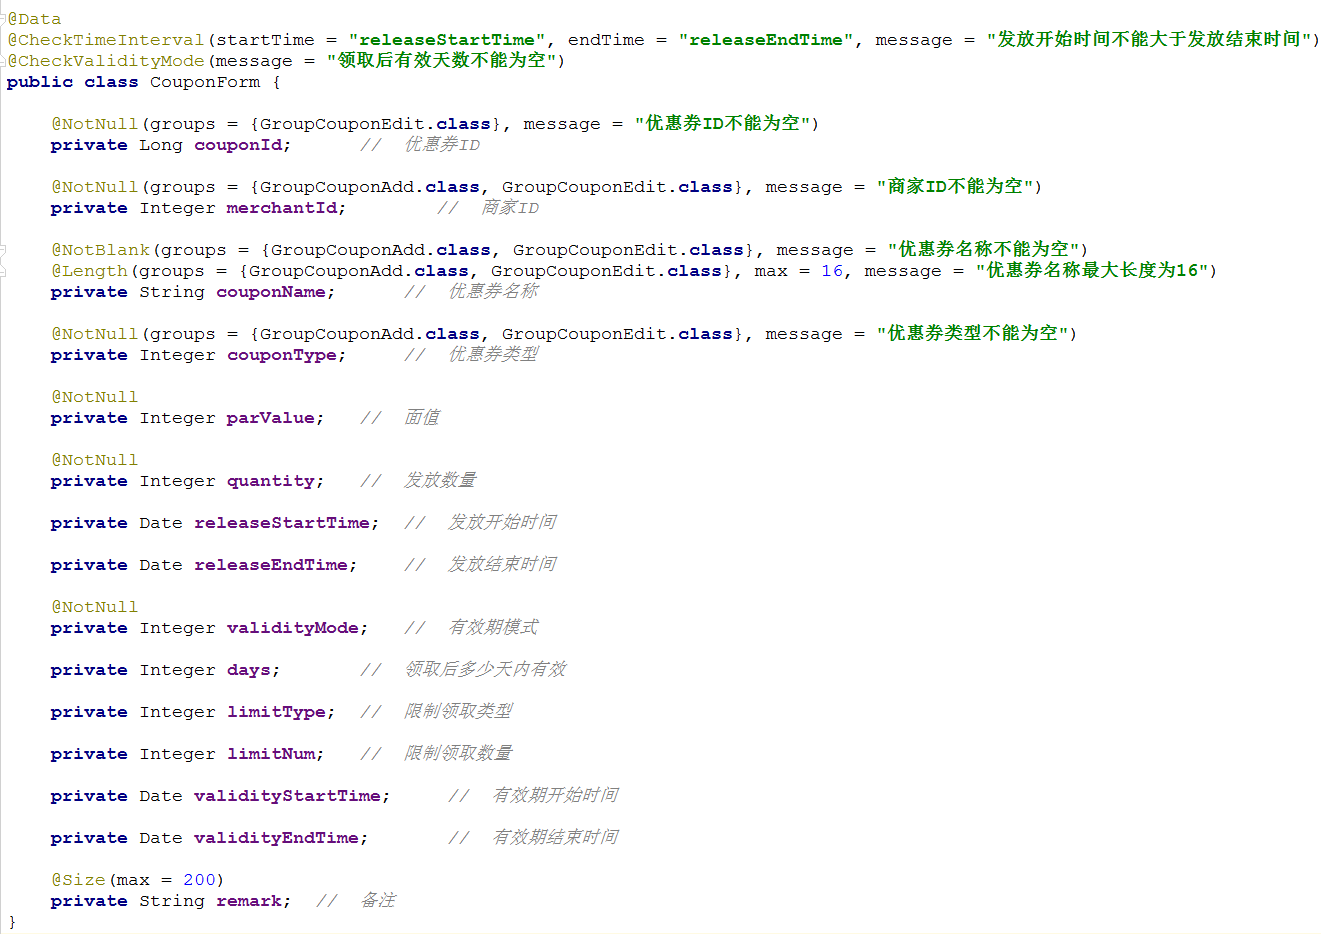 @Data
@CheckTimeInterval(startTime = "releaseStartTime", endTime = "releaseEndTime", message = "发放开始时间不能大于发放结束时间")
@CheckValidityMode(message = "领取后有效天数不能为空")
public class CouponForm {
@NotNull(groups = {GroupCouponEdit.class}, message = "优惠券ID不能为空")
private Long couponId; // 优惠券ID
@NotNull(groups = {GroupCouponAdd.class, GroupCouponEdit.class}, message = "商家ID不能为空")
private Integer merchantId; // 商家ID
@NotBlank(groups = {GroupCouponAdd.class, GroupCouponEdit.class}, message = "优惠券名称不能为空")
@Length(groups = {GroupCouponAdd.class, GroupCouponEdit.class}, max = 16, message = "优惠券名称最大长度为16")
private String couponName; // 优惠券名称
@NotNull(groups = {GroupCouponAdd.class, GroupCouponEdit.class}, message = "优惠券类型不能为空")
private Integer couponType; // 优惠券类型
@NotNull
private Integer parValue; // 面值
@NotNull
private Integer quantity; // 发放数量
private Date releaseStartTime; // 发放开始时间
private Date releaseEndTime; // 发放结束时间
@NotNull
private Integer validityMode; // 有效期模式
private Integer days; // 领取后多少天内有效
private Integer limitType; // 限制领取类型
private Integer limitNum; // 限制领取数量
private Date validityStartTime; // 有效期开始时间
private Date validityEndTime; // 有效期结束时间
@Size(max = 200)
private String remark; // 备注
}